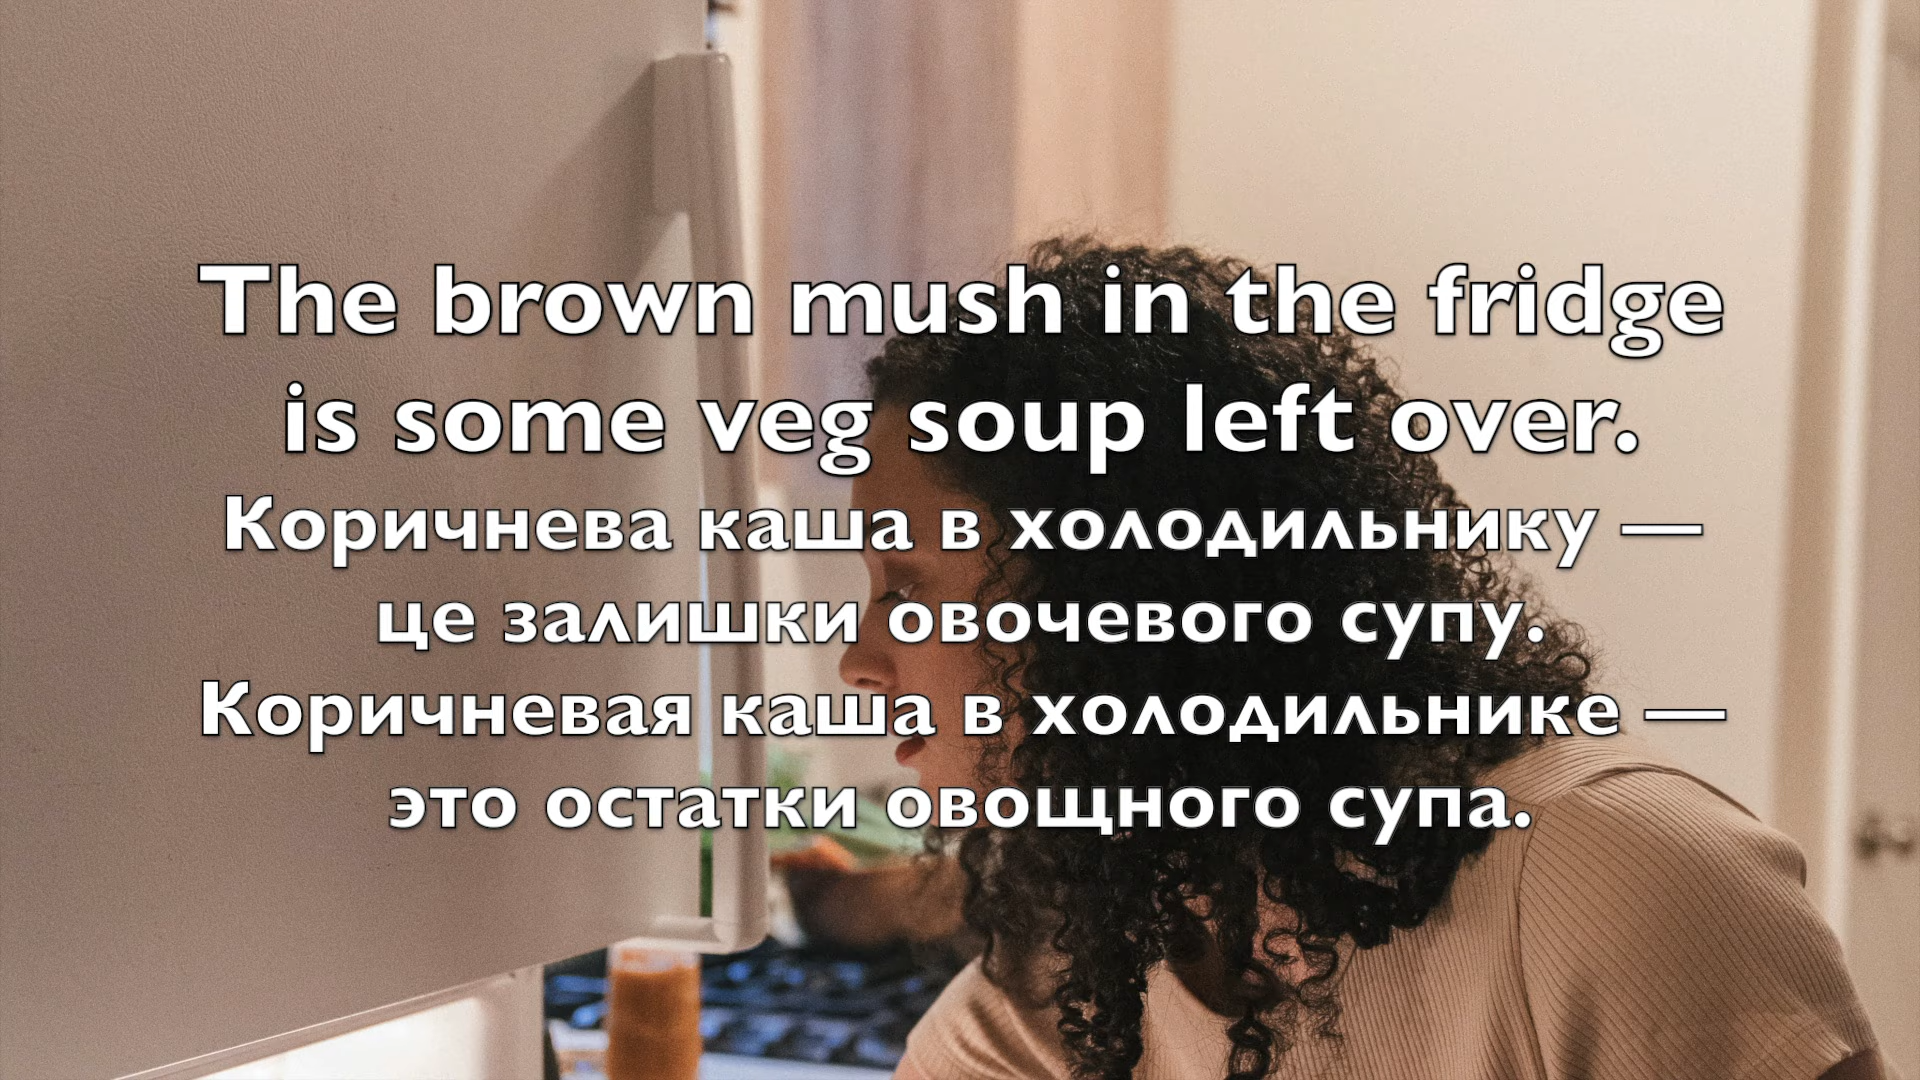 The brown mush in the fridge
is some veg soup left over.
Коричнева каша в холодильнику —
це залишки овочевого супу.
Коричневая каша в холодильнике —
это остатки овощного супа.